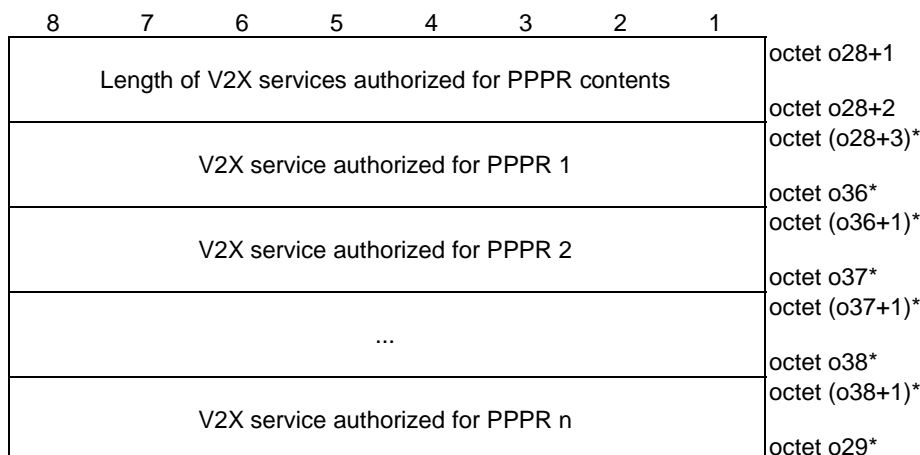 8 7 6 5 4 3 2 1
octet o28+1
Length of V2X services authorized for PPPR contents
octet o28+2
octet (o28+3)*
V2X service authorized for PPPR 1
octet o36*
octet (o36+1)*
V2X service authorized for PPPR 2
octet o37*
octet (o37+1)*
...
octet o38*
octet (o38+1)*
V2X service authorized for PPPR n
octet o29*